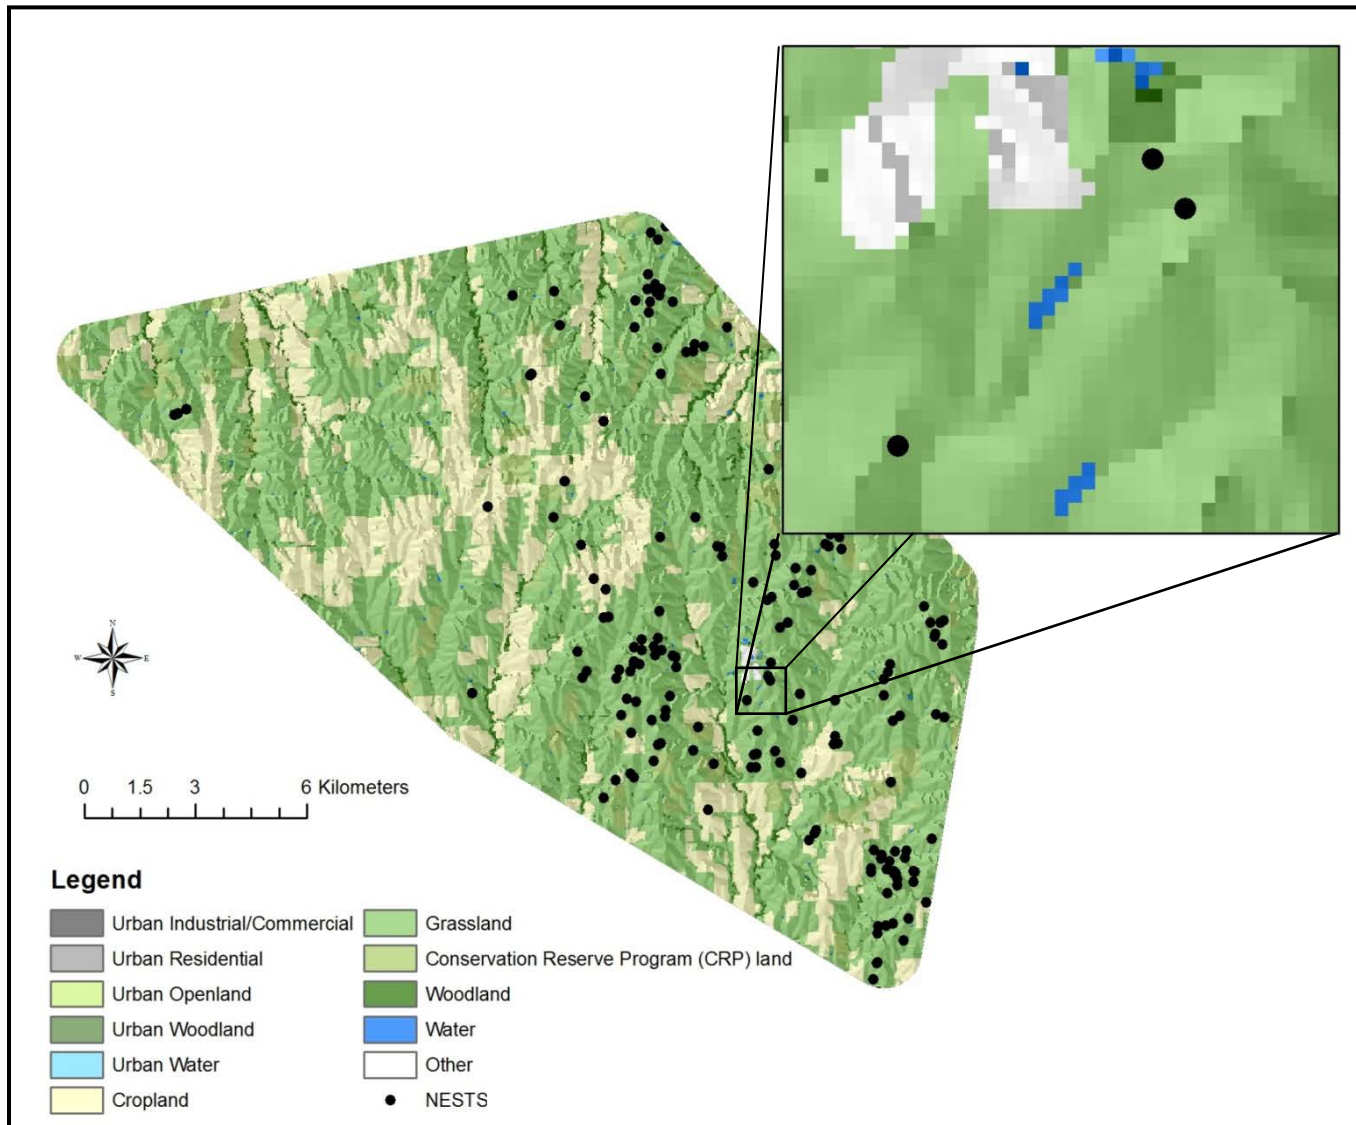 N
W E
S
0 1.5 3 6 Kilometers
Legend
Urban Industrial/Commercial
Urban Residential
Urban Openland
Urban Woodland
Urban Water
Cropland
Grassland
Conservation Reserve Program (CRP) land
Woodland
Water
Other
NESTS